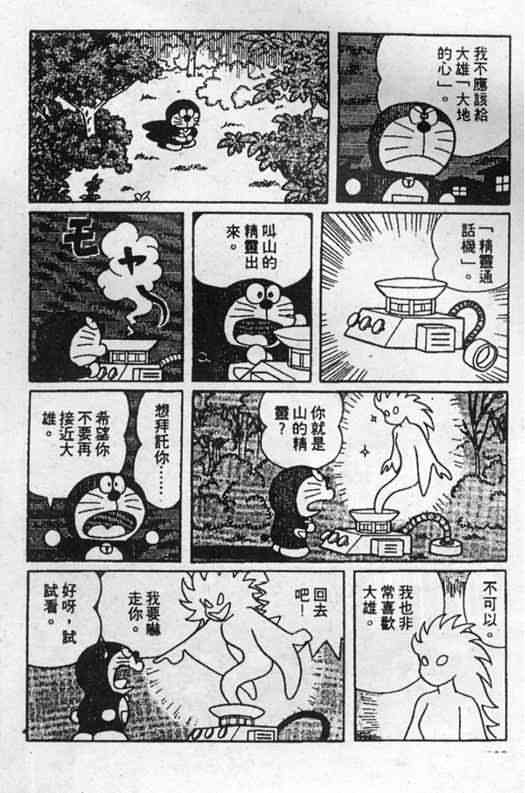 我不應該給
大雄「大地
的心」。
「精靈通
話機」。
叫山的
精靈出
來。
モヤ
你就是
山的精
靈?
想拜託你……
希望你
不要再
接近大
雄。
不可以。
我也非
常喜歡
大雄。
回去
吧!
我要嚇
走你。
好呀,試
試看。